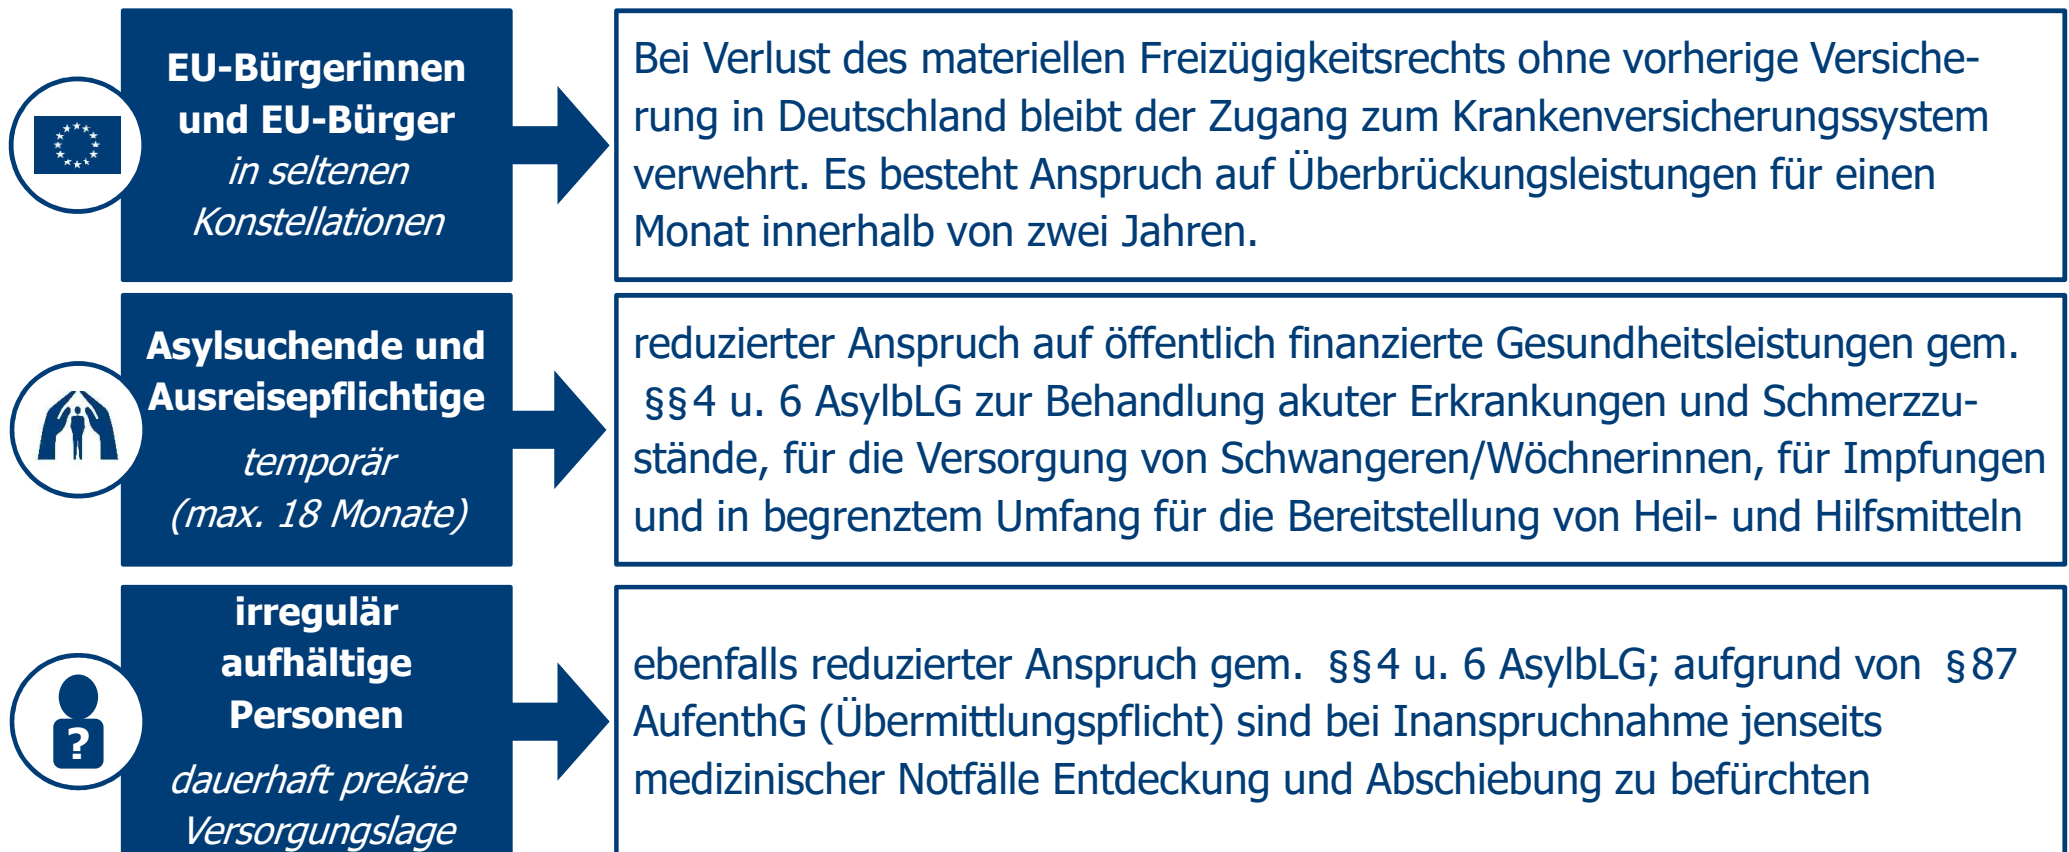 EU-Bürgerinnen
und EU-Bürger
in seltenen
Konstellationen
Bei Verlust des materiellen Freizügigkeitsrechts ohne vorherige Versiche-
rung in Deutschland bleibt der Zugang zum Krankenversicherungssystem
verwehrt. Es besteht Anspruch auf Überbrückungsleistungen für einen
Monat innerhalb von zwei Jahren.
Asylsuchende und
Ausreisepflichtige
temporär
(max. 18 Monate)
reduzierter Anspruch auf öffentlich finanzierte Gesundheitsleistungen gem.
§§4 u. 6 AsylbLG zur Behandlung akuter Erkrankungen und Schmerzzu-
stände, für die Versorgung von Schwangeren/Wöchnerinnen, für Impfungen
und in begrenztem Umfang für die Bereitstellung von Heil- und Hilfsmitteln
?
irregulär
aufhältige
Personen
dauerhaft prekäre
Versorgungslage
ebenfalls reduzierter Anspruch gem. §§4 u. 6 AsylbLG; aufgrund von §87
AufenthG (Übermittlungspflicht) sind bei Inanspruchnahme jenseits
medizinischer Notfälle Entdeckung und Abschiebung zu befürchten